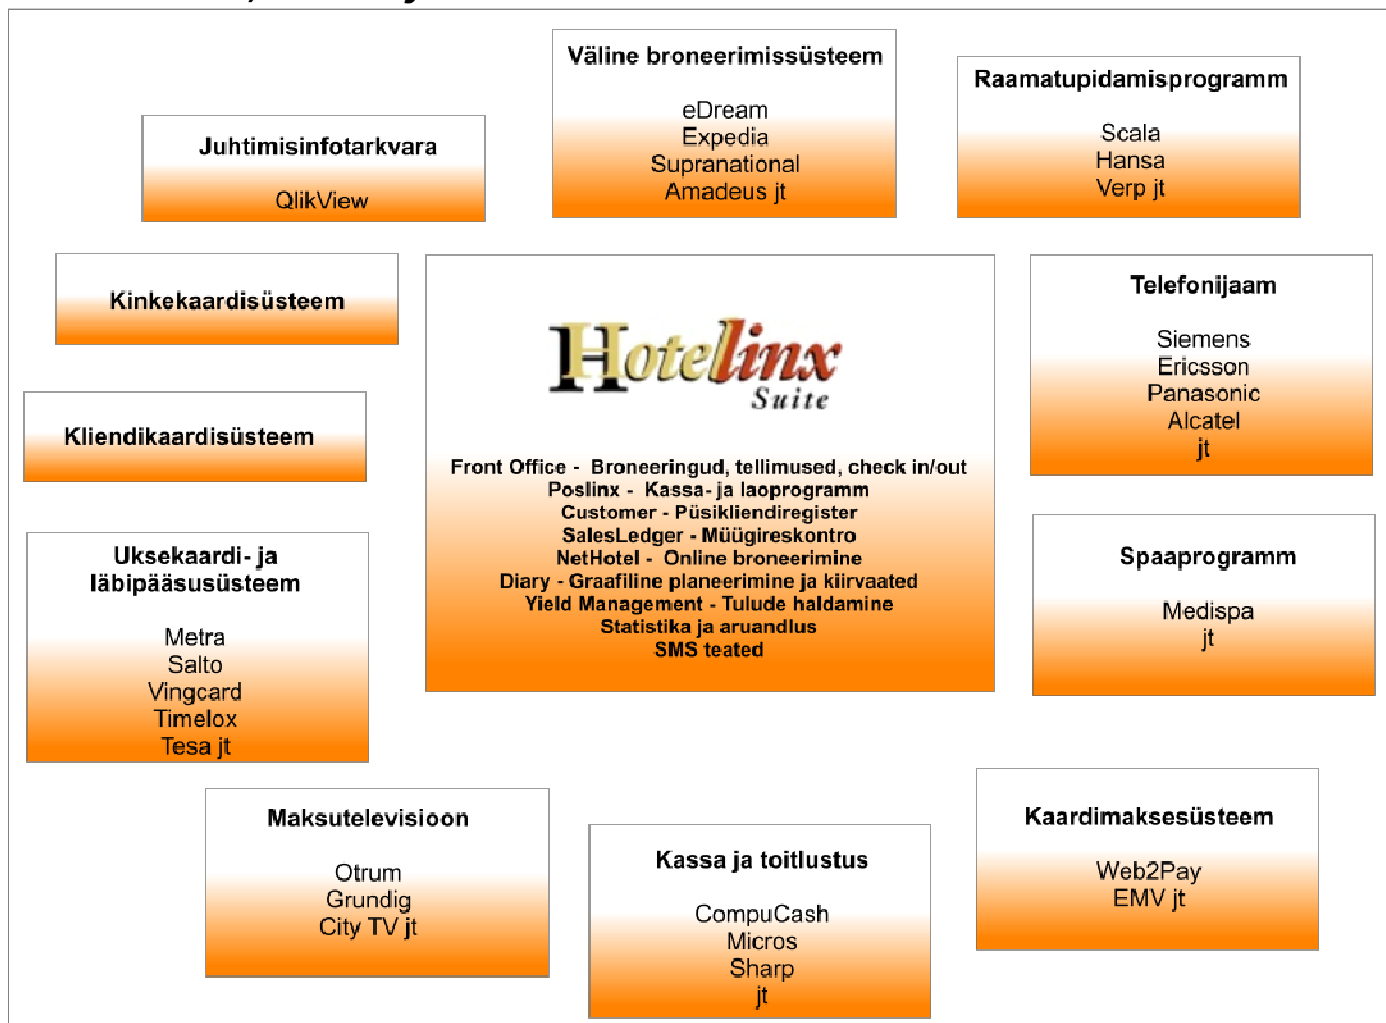 Väline broneerimissüsteem
eDream
Expedia
Supranational
Amadeus jt
Raamatupidamisprogramm
Scala
Hansa
Verp jt
Juhtimisinfotarkvara
QlikView
Kinkekaardisüsteem
Hotelinx
Suite
Front Office - Broneeringud, tellimused, check in/out
Poslinx - Kassa- ja laoprogramm
Customer - Püsikliendiregister
SalesLedger - Müügireskontro
NetHotel - Online broneerimine
Diary - Graafiline planeerimine ja kiirvaated
Yield Management - Tulude haldamine
Statistika ja aruandlus
SMS teated
Telefonijaam
Siemens
Ericsson
Panasonic
Alcatel
jt
Kliendikaardisüsteem
Uksekaardi- ja
läbipääsusüsteem
Metra
Salto
Vingcard
Timelox
Tesa jt
Spaaprogramm
Medispa
jt
Maksutelevisioon
Otrum
Grundig
City TV jt
Kassa ja toitlustus
CompuCash
Micros
Sharp
jt
Kaardimaksesüsteem
Web2Pay
EMV jt